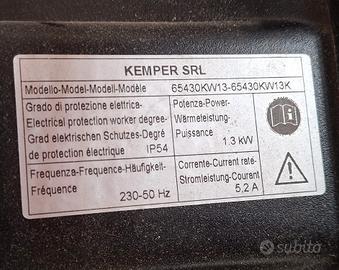 KEMPER SRL
Modello-Model-Modell-Modèle 65430KW13-65430KW13K
Grado di protezione elettrica-
Electrical protection worker degree-
Grad elektrischen Schutzes-Degré
de protection électrique IP54
Potenza-Power-
Wärmeleistung-
Puissance
1.3 kW
Frequenza-Frequence-Häufigkeit-
Fréquence
230-50 Hz
Corrente-Current rate-
Stromleistung-Courant
5,2 A
subito